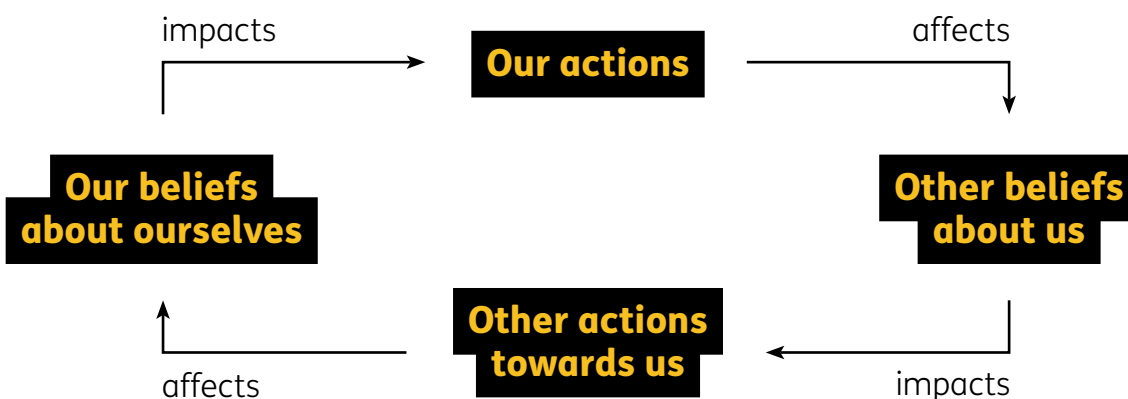 impacts
affects
Our actions
Our beliefs
about ourselves
Other beliefs
about us
Other actions
towards us
affects
impacts